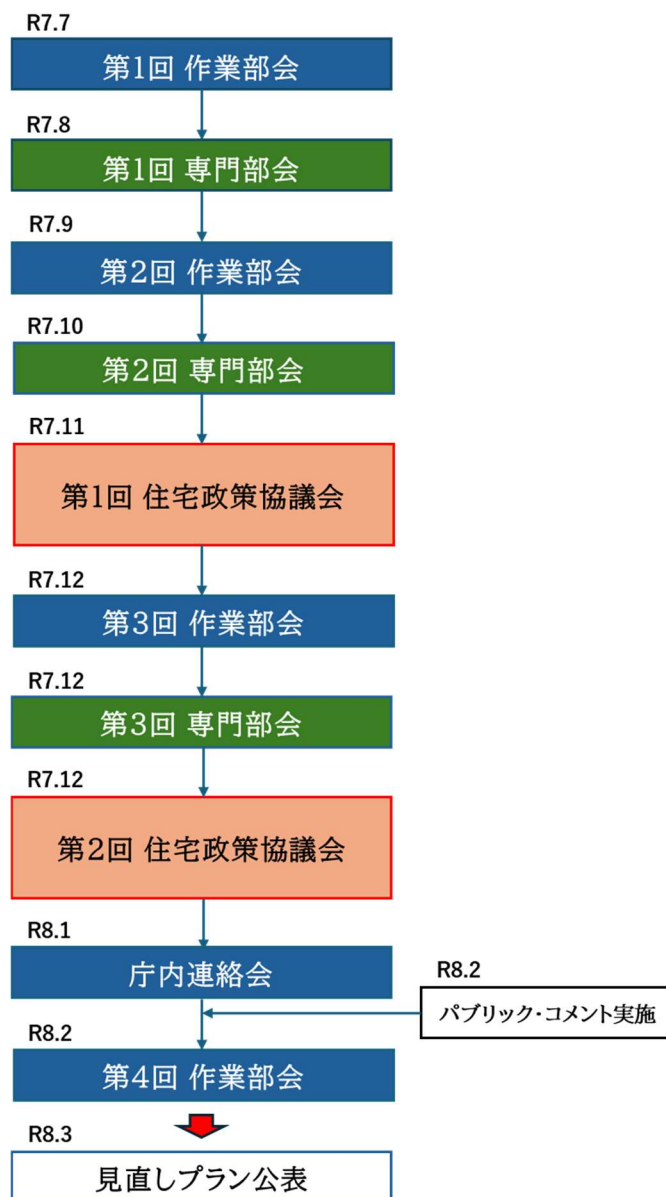 R7.7
第1回 作業部会
R7.8
第1回 専門部会
R7.9
第2回 作業部会
R7.10
第2回 専門部会
R7.11
第1回 住宅政策協議会
R7.12
第3回 作業部会
R7.12
第3回 専門部会
R7.12
第2回 住宅政策協議会
R8.1
庁内連絡会
R8.2
パブリック・コメント実施
R8.2
第4回 作業部会
R8.3
見直しプラン公表